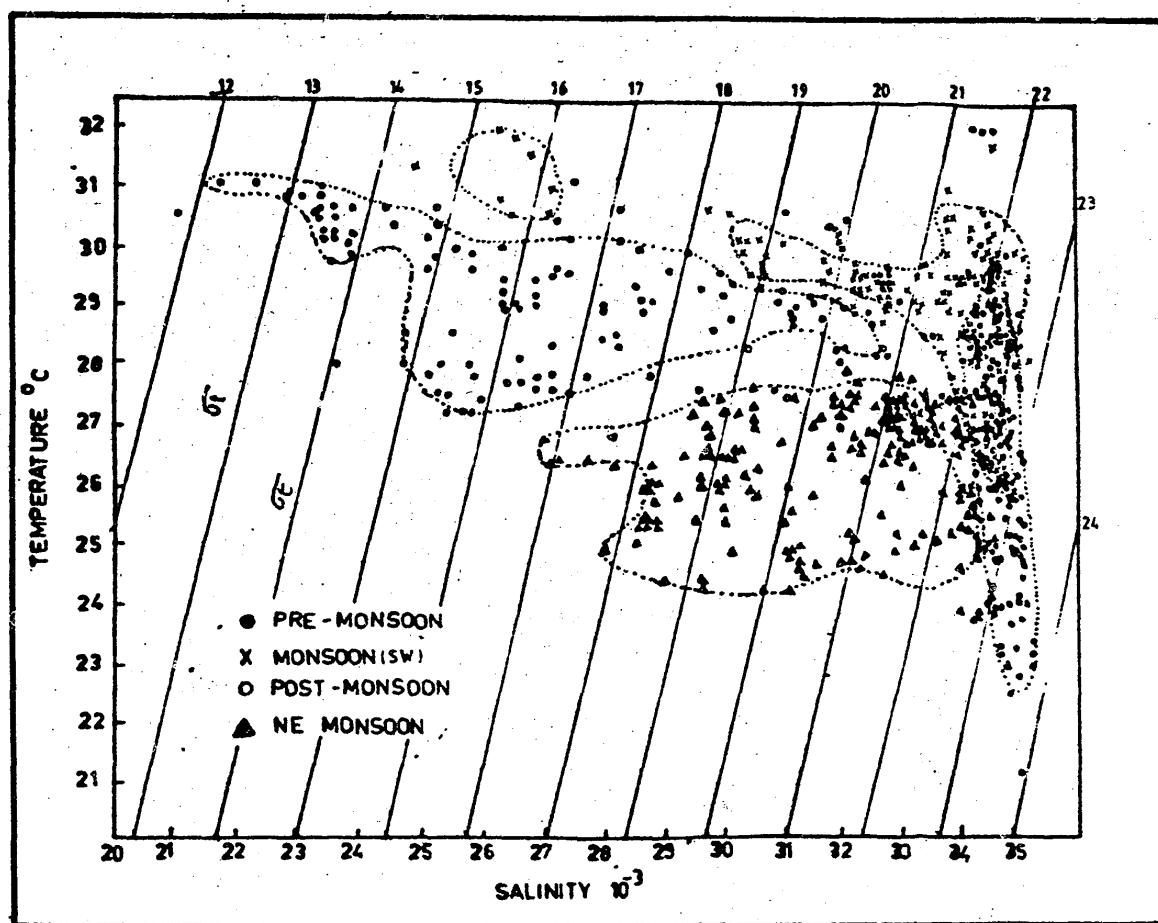 12 13 14 15 16 17 18 19 20 21 22
32
32
31
30
29
28
27
26
25
24
23
22
21
23
24
TEMPERATURE °C
σt
σt
● PRE-MONSOON
X MONSOON (SW)
○ POST-MONSOON
▲ NE MONSOON
20 21 22 23 24 25 26 27 28 29 30 31 32 33 34 35
SALINITY 10⁻³